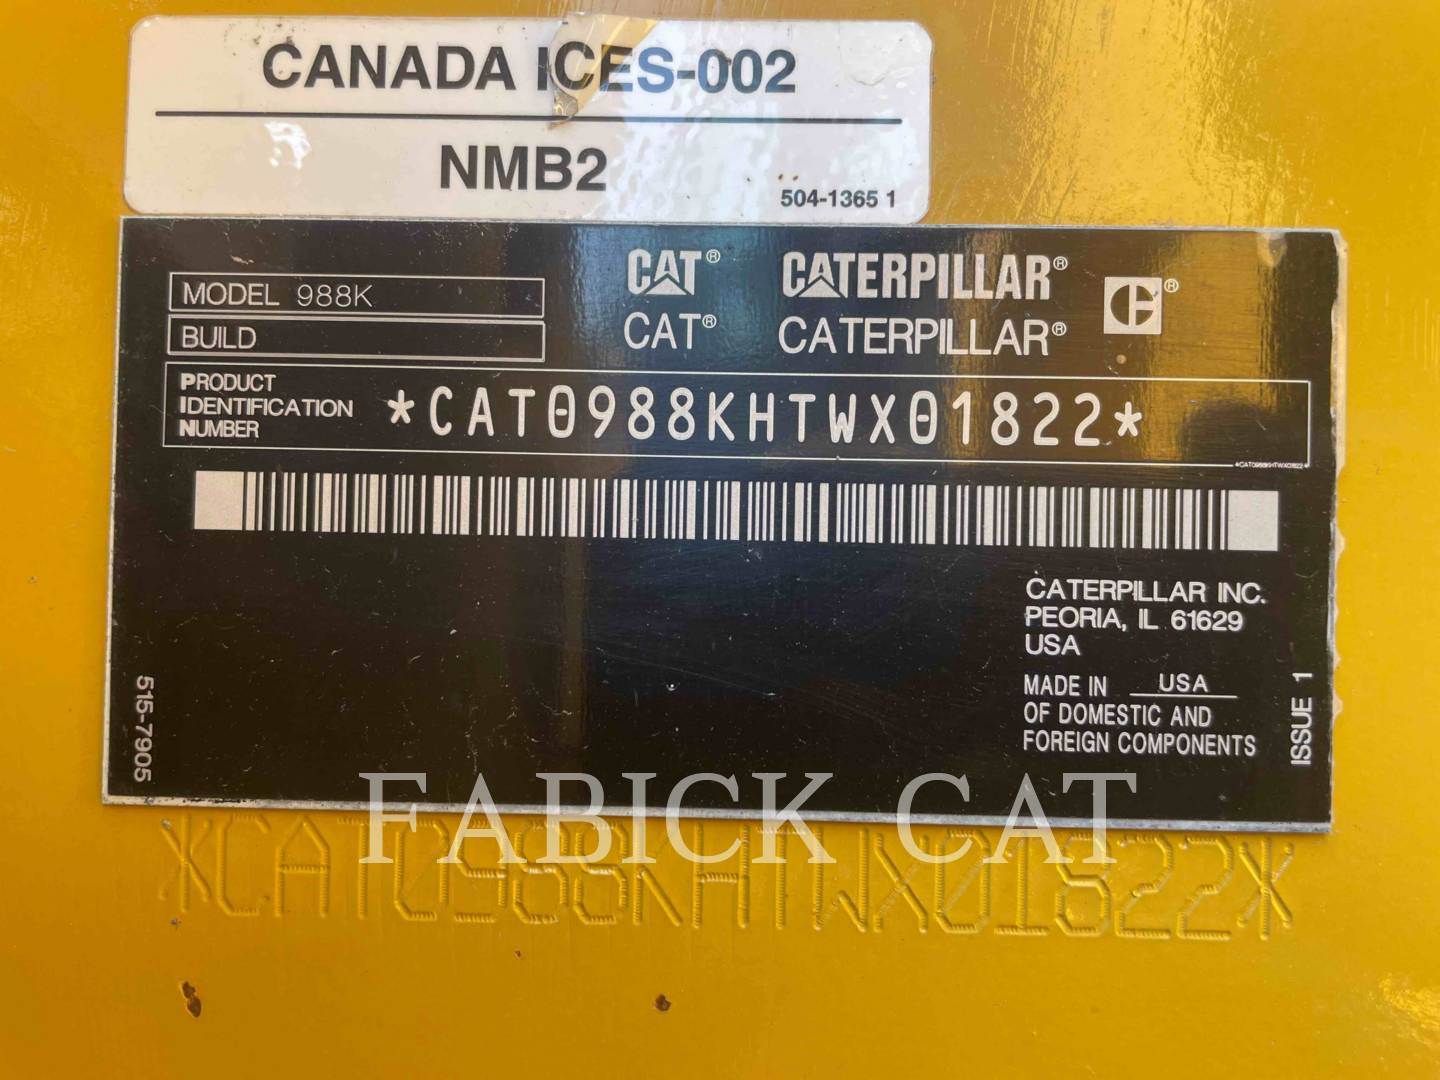 CANADA ICES-002
NMB2
504-1365 1
CAT® CATERPILLAR® ®
CAT® CATERPILLAR®
MODEL 988K
BUILD
PRODUCT
IDENTIFICATION
NUMBER
*CAT0988KHTWX01822*
*CAT0988KHTWX01822*
CATERPILLAR INC.
PEORIA, IL 61629
USA
MADE IN USA
OF DOMESTIC AND
FOREIGN COMPONENTS
515-7905
ISSUE 1
FABICK CAT
*CAT0988KHTWX01822*